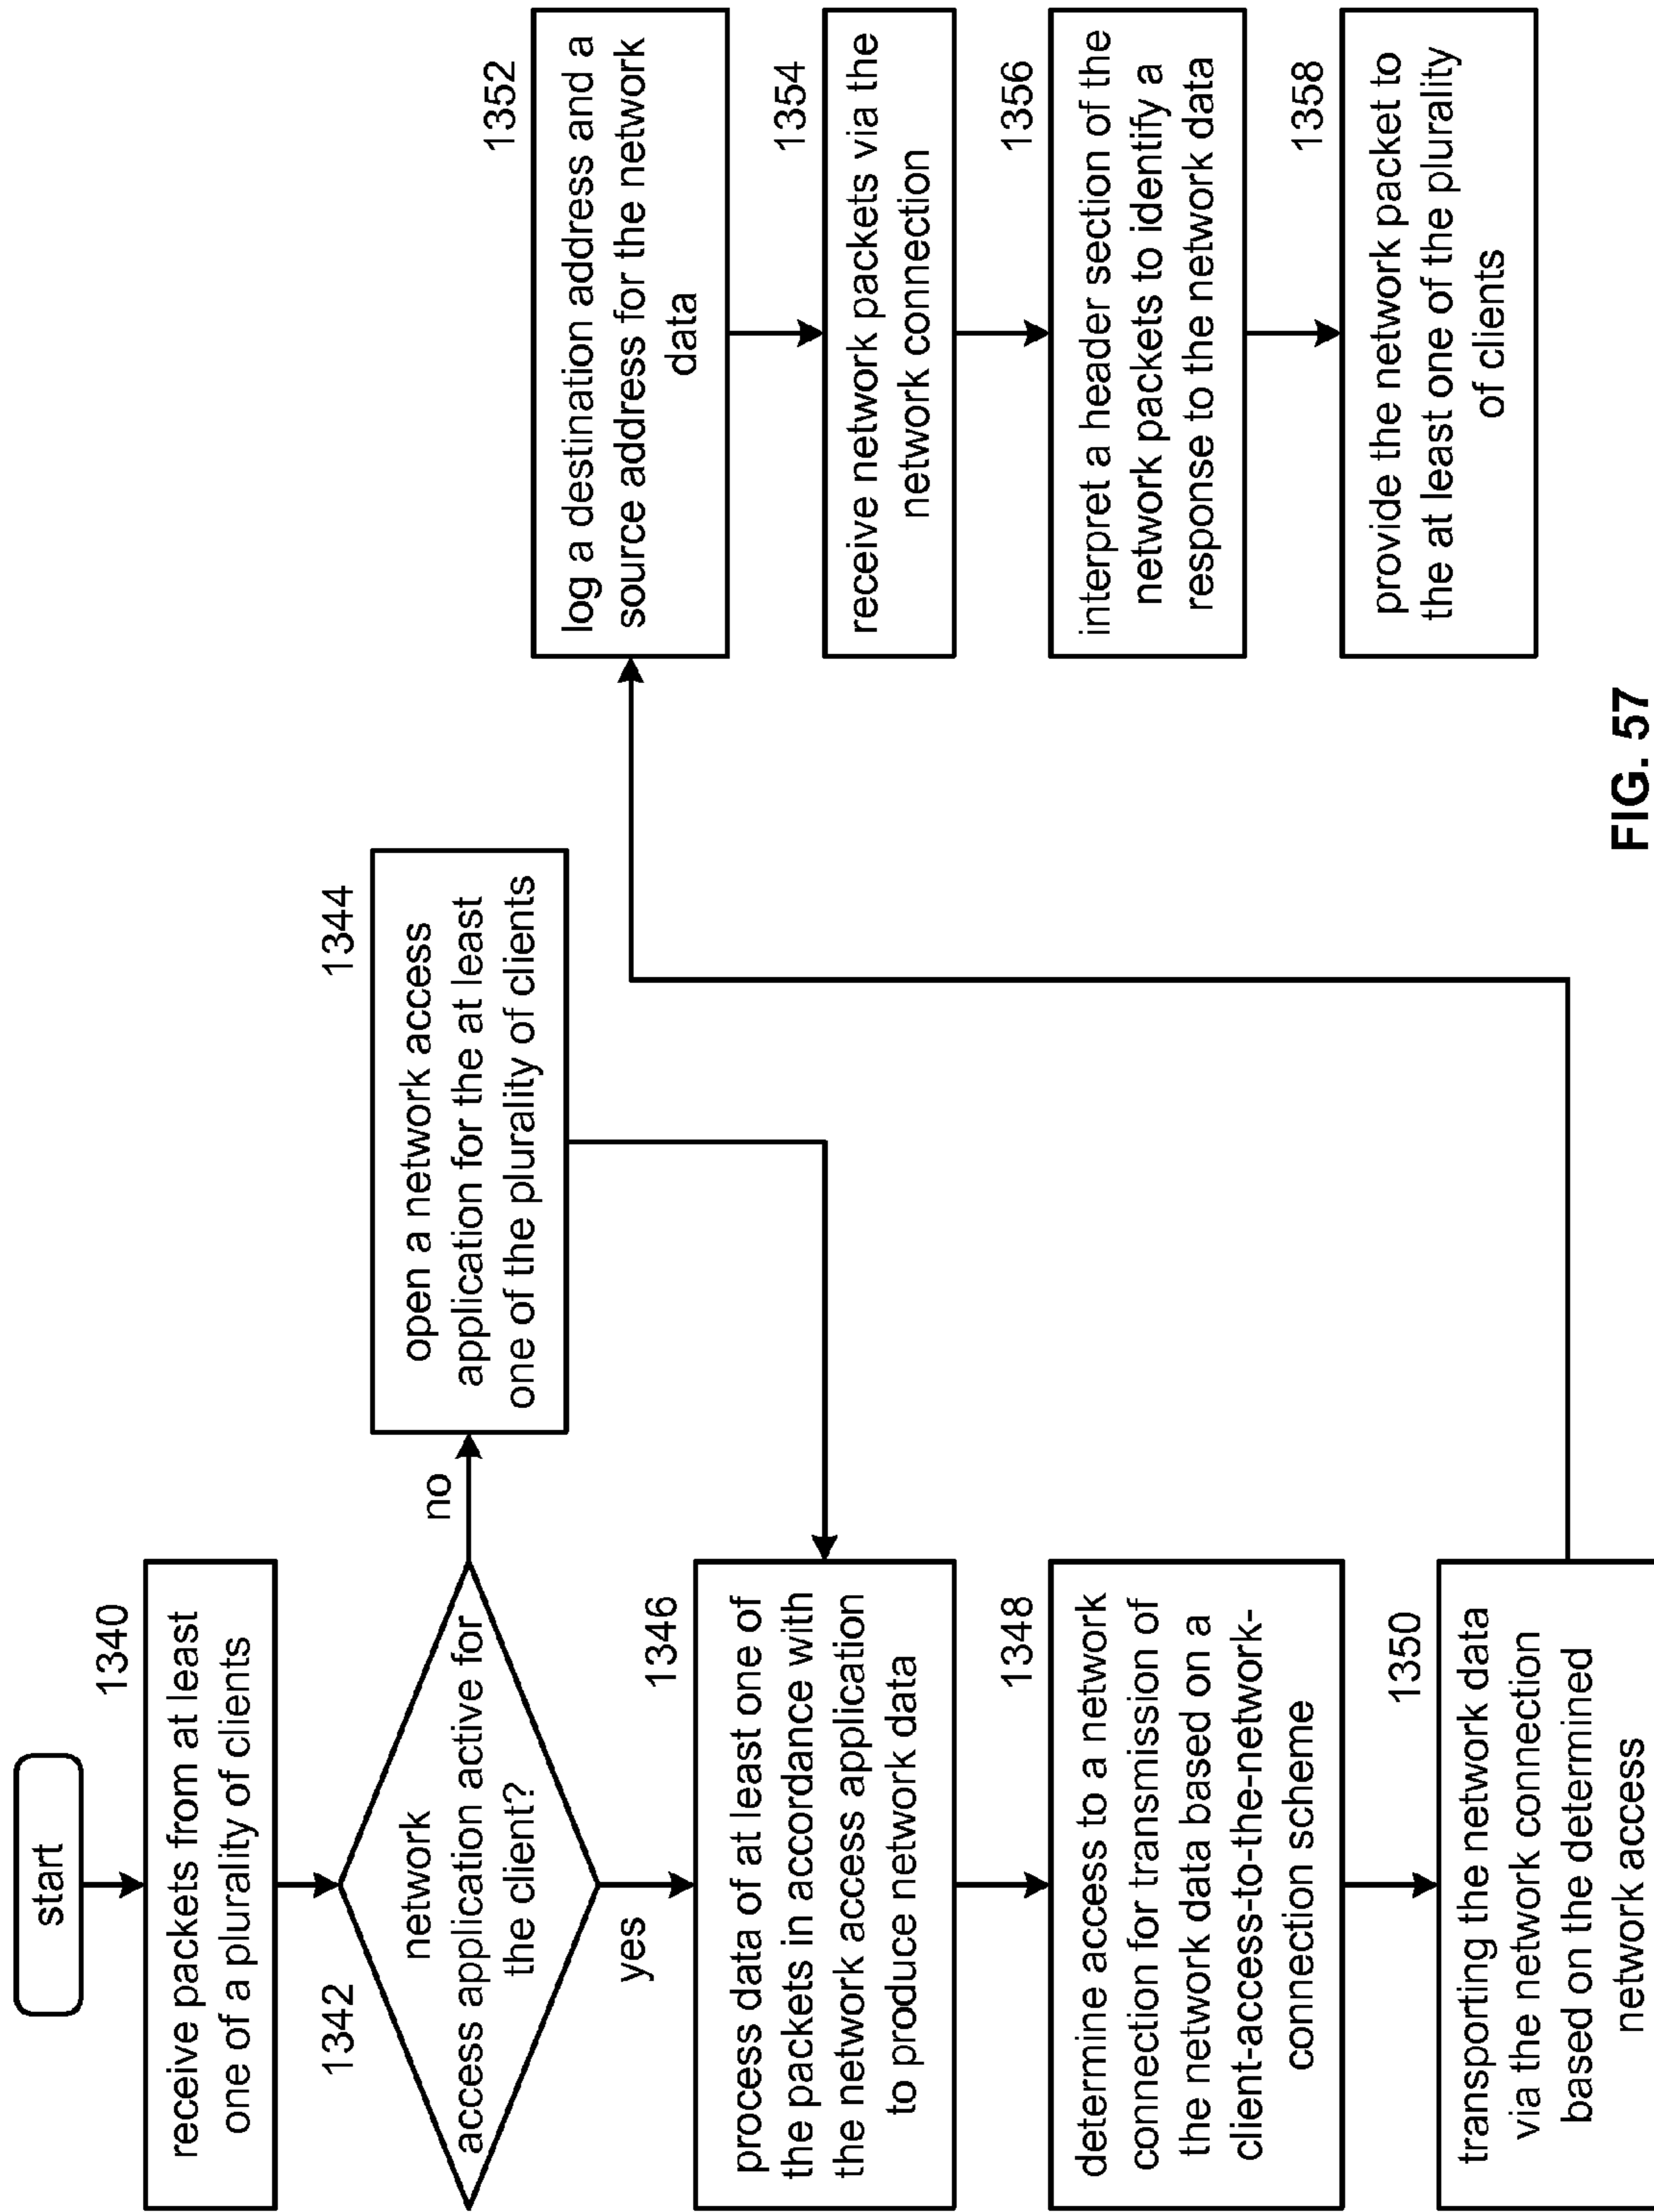 start
1340
receive packets from at least
one of a plurality of clients
1342
network
access application active for
the client?
no
yes
1344
open a network access
application for the at least
one of the plurality of clients
1346
process data of at least one of
the packets in accordance with
the network access application
to produce network data
1348
determine access to a network
connection for transmission of
the network data based on a
client-access-to-the-network-
connection scheme
1350
transporting the network data
via the network connection
based on the determined
network access
1352
log a destination address and a
source address for the network
data
1354
receive network packets via the
network connection
1356
interpret a header section of the
network packets to identify a
response to the network data
1358
provide the network packet to
the at least one of the plurality
of clients
FIG. 57